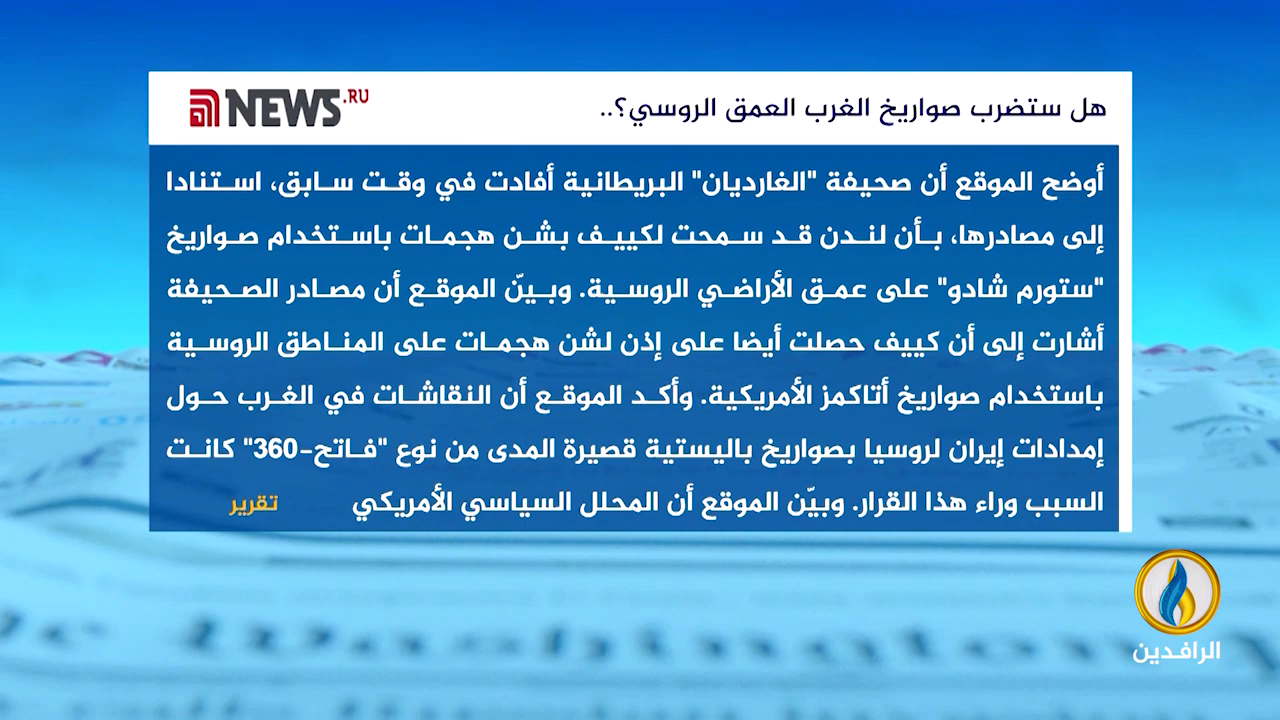 NEWS.RU
هل ستضرب صواريخ الغرب العمق الروسي؟..
أوضح الموقع أن صحيفة "الغارديان" البريطانية أفادت في وقت سابق، استنادا
إلى مصادرها، بأن لندن قد سمحت لكييف بشن هجمات باستخدام صواريخ
"ستورم شادو" على عمق الأراضي الروسية. وبيّن الموقع أن مصادر الصحيفة
أشارت إلى أن كييف حصلت أيضا على إذن لشن هجمات على المناطق الروسية
باستخدام صواريخ أتاكمز الأمريكية. وأكد الموقع أن النقاشات في الغرب حول
إمدادات إيران لروسيا بصواريخ باليستية قصيرة المدى من نوع "فاتح-360" كانت
السبب وراء هذا القرار. وبيّن الموقع أن المحلل السياسي الأمريكي
تقرير
الرافدين